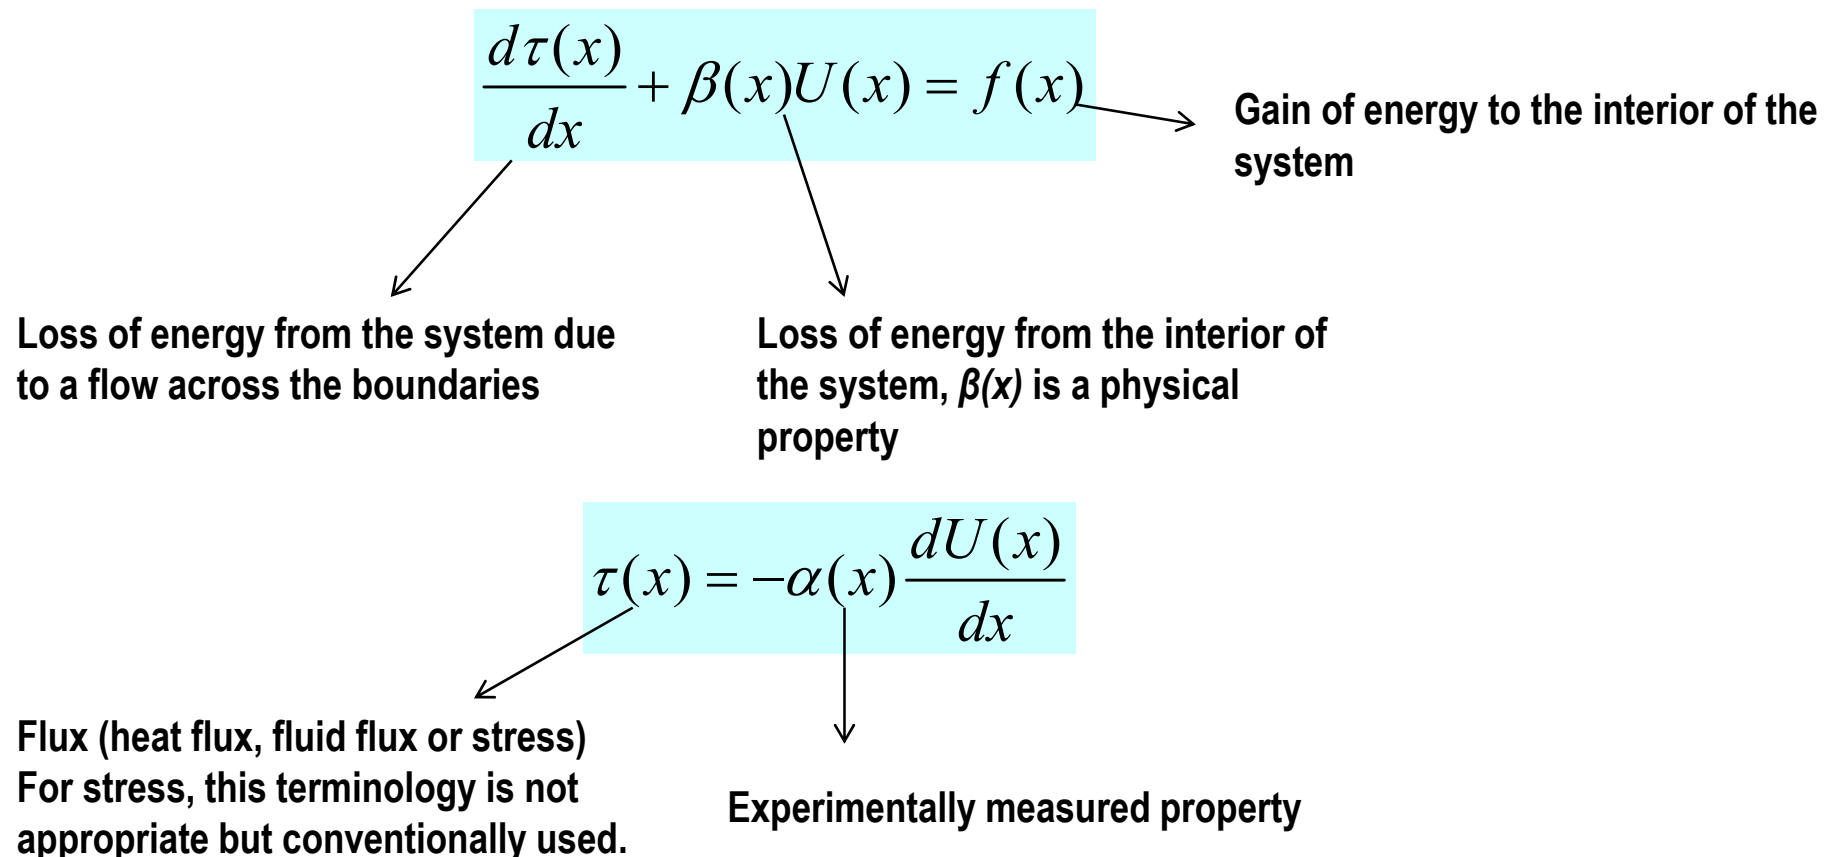 dτ(x)/dx + β(x)U(x) = f(x)
Gain of energy to the interior of the
system
Loss of energy from the system due
to a flow across the boundaries
Loss of energy from the interior of
the system, β(x) is a physical
property
τ(x) = −α(x) dU(x)/dx
Flux (heat flux, fluid flux or stress)
For stress, this terminology is not
appropriate but conventionally used.
Experimentally measured property